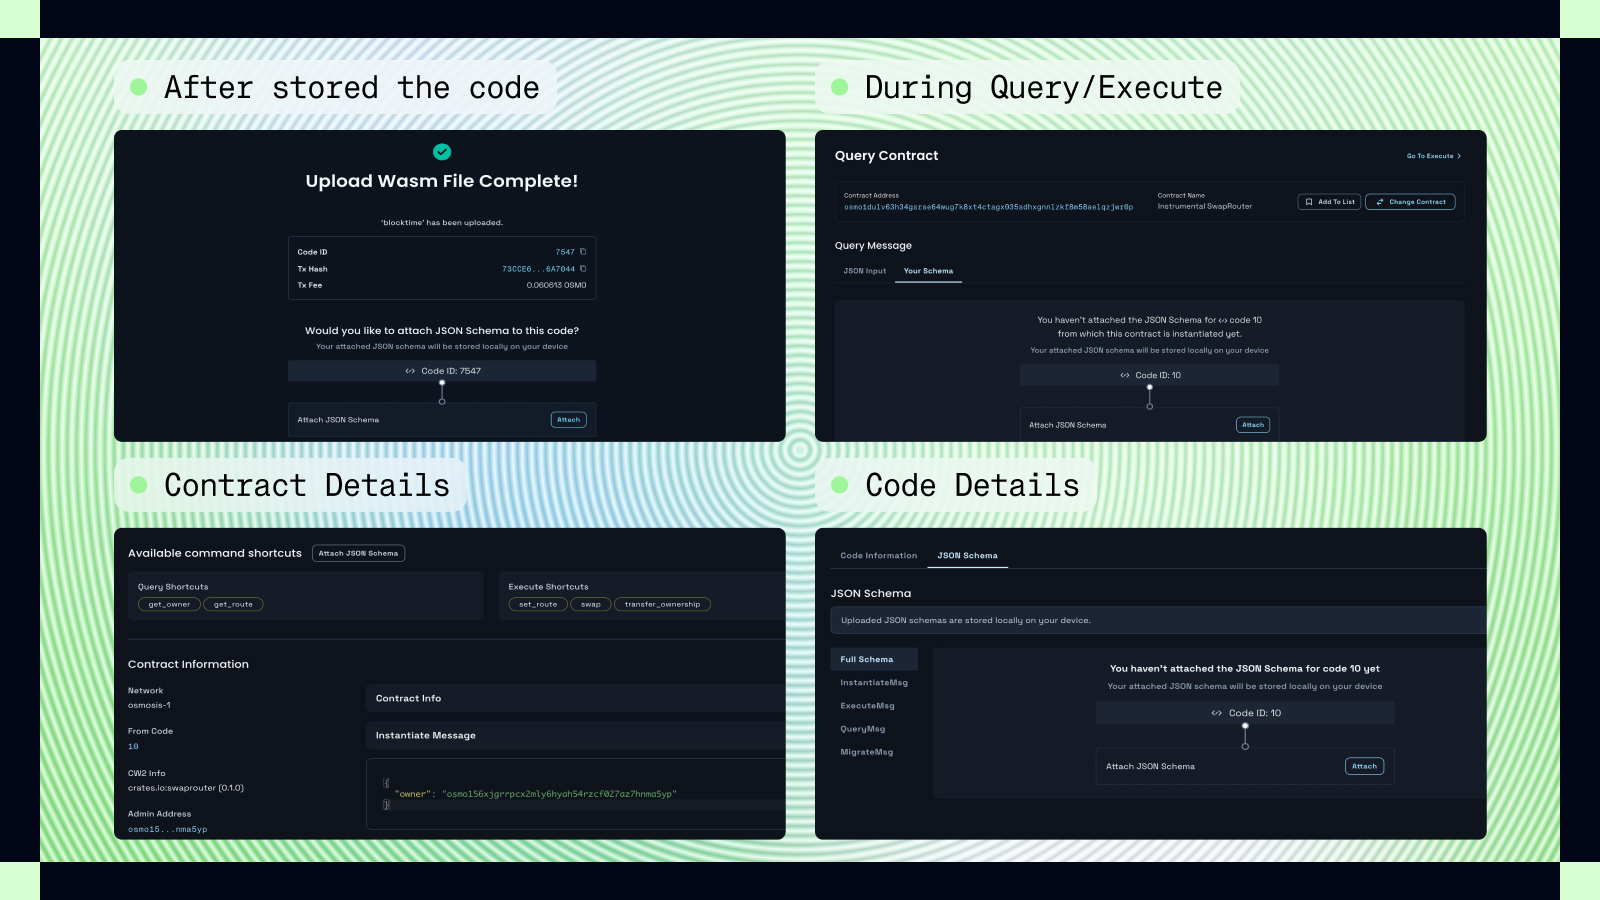 After stored the code
Upload Wasm File Complete!
'blocktime' has been uploaded.
Code ID 7547
Tx Hash 73CCE6...6A7044
Tx Fee 0.060613 OSMO
Would you like to attach JSON Schema to this code?
Your attached JSON schema will be stored locally on your device
Code ID: 7547
Attach JSON Schema Attach
During Query/Execute
Query Contract Go To Execute
Contract Address Contract Name
osmo1dulv63h34gsrse64wug7k8xt4ctagx035sdhxgnnlzkf8m58aelqzjwr0p Instrumental SwapRouter Add To List Change Contract
Query Message
JSON Input Your Schema
You haven't attached the JSON Schema for code 10
from which this contract is instantiated yet.
Your attached JSON schema will be stored locally on your device
Code ID: 10
Attach JSON Schema Attach
Contract Details
Available command shortcuts Attach JSON Schema
Query Shortcuts Execute Shortcuts
get_owner get_route set_route swap transfer_ownership
Contract Information
Network
osmosis-1
From Code
10
CW2 Info
crates.io:swaprouter (0.1.0)
Admin Address
osmo15...nma5yp
Contract Info
Instantiate Message
{
"owner": "osmo156xjgrrpcx2mly6hyah54rzcf027az7hnma5yp"
}
Code Details
Code Information JSON Schema
JSON Schema
Uploaded JSON schemas are stored locally on your device.
Full Schema
InstantiateMsg
ExecuteMsg
QueryMsg
MigrateMsg
You haven't attached the JSON Schema for code 10 yet
Your attached JSON schema will be stored locally on your device
Code ID: 10
Attach JSON Schema Attach